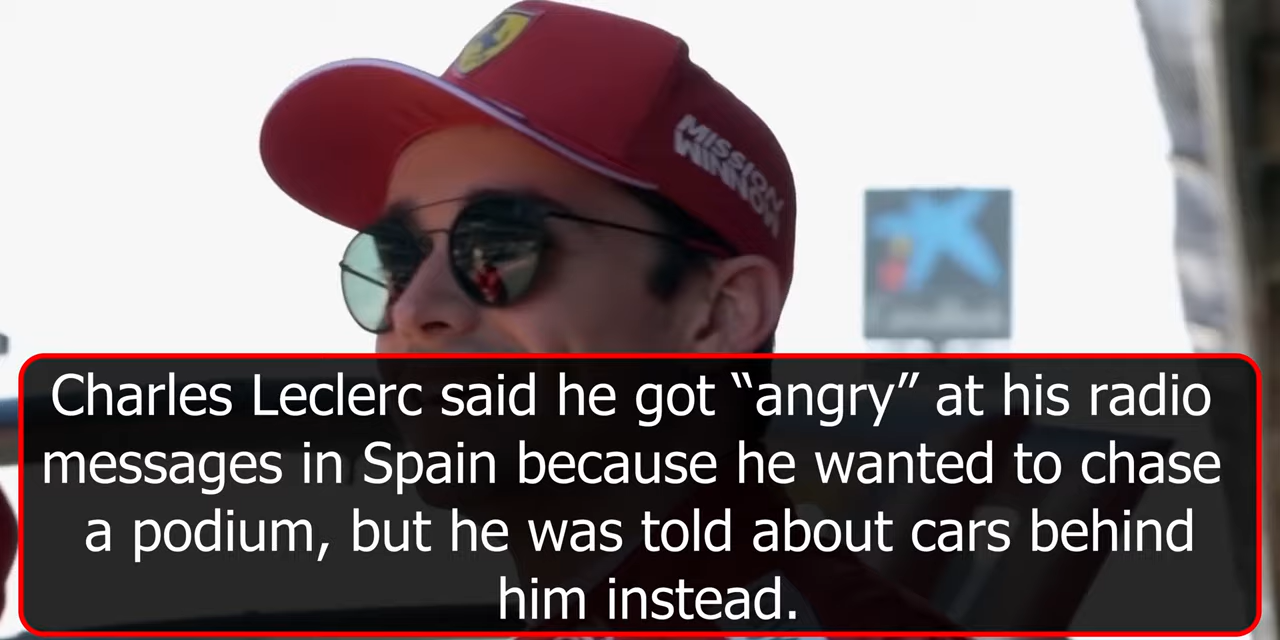 MISSION
WINNOW
Charles Leclerc said he got “angry” at his radio
messages in Spain because he wanted to chase
a podium, but he was told about cars behind
him instead.